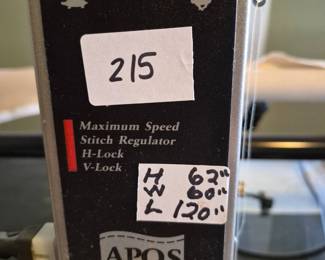 215
Maximum Speed
Stitch Regulator
H-Lock
V-Lock
H 62"
W 60"
L 120"
APQS